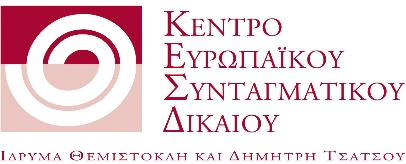 ΚΕΝΤΡΟ
ΕΥΡΩΠΑΪΚΟΥ
ΣΥΝΤΑΓΜΑΤΙΚΟΥ
ΔΙΚΑΙΟΥ
ΙΔΡΥΜΑ ΘΕΜΙΣΤΟΚΛΗ ΚΑΙ ΔΗΜΗΤΡΗ ΤΣΑΤΣΟΥ